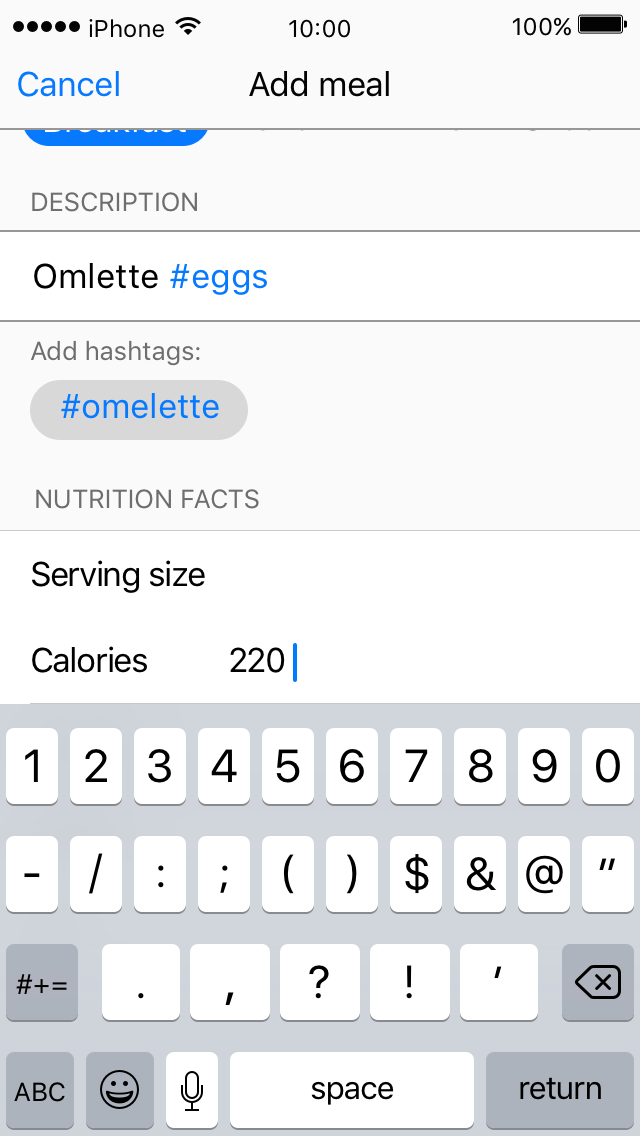 iPhone 10:00 100%
Cancel Add meal
Breakfast
DESCRIPTION
Omlette #eggs
Add hashtags:
#omelette
NUTRITION FACTS
Serving size
Calories 220
1 2 3 4 5 6 7 8 9 0
- / : ; ( ) $ & @ "
#+= . , ? ! ′
ABC space return